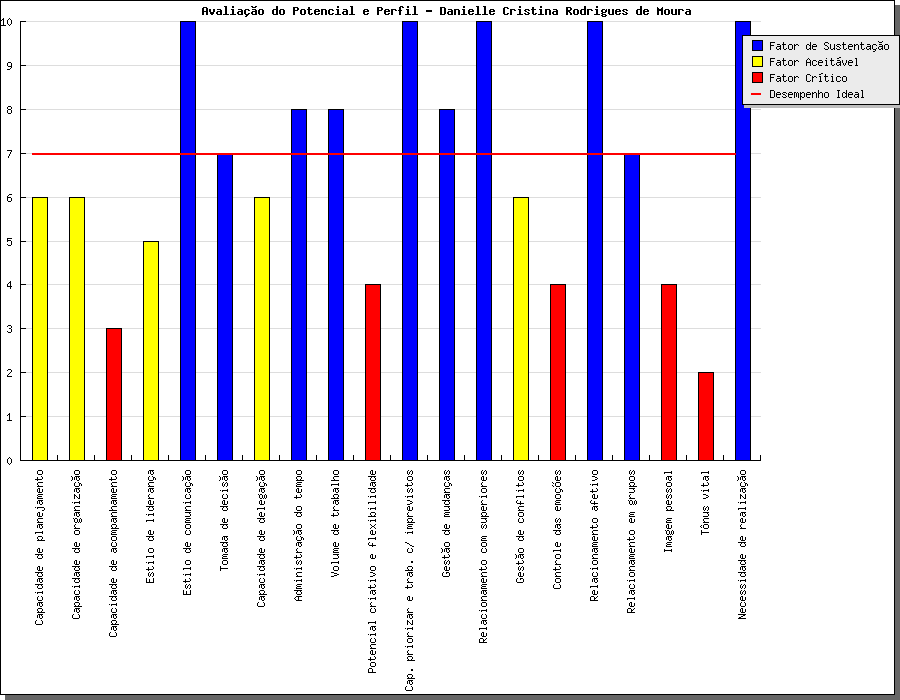 Avaliação do Potencial e Perfil - Danielle Cristina Rodrigues de Moura
10
9
8
7
6
5
4
3
2
1
0
Fator de Sustentação
Fator Aceitável
Fator Crítico
Desempenho Ideal
Capacidade de planejamento
Capacidade de organização
Capacidade de acompanhamento
Estilo de liderança
Estilo de comunicação
Tomada de decisão
Capacidade de delegação
Administração do tempo
Volume de trabalho
Potencial criativo e flexibilidade
Cap. priorizar e trab. c/ imprevistos
Gestão de mudanças
Relacionamento com superiores
Gestão de conflitos
Controle das emoções
Relacionamento afetivo
Relacionamento em grupos
Imagem pessoal
Tônus vital
Necessidade de realização